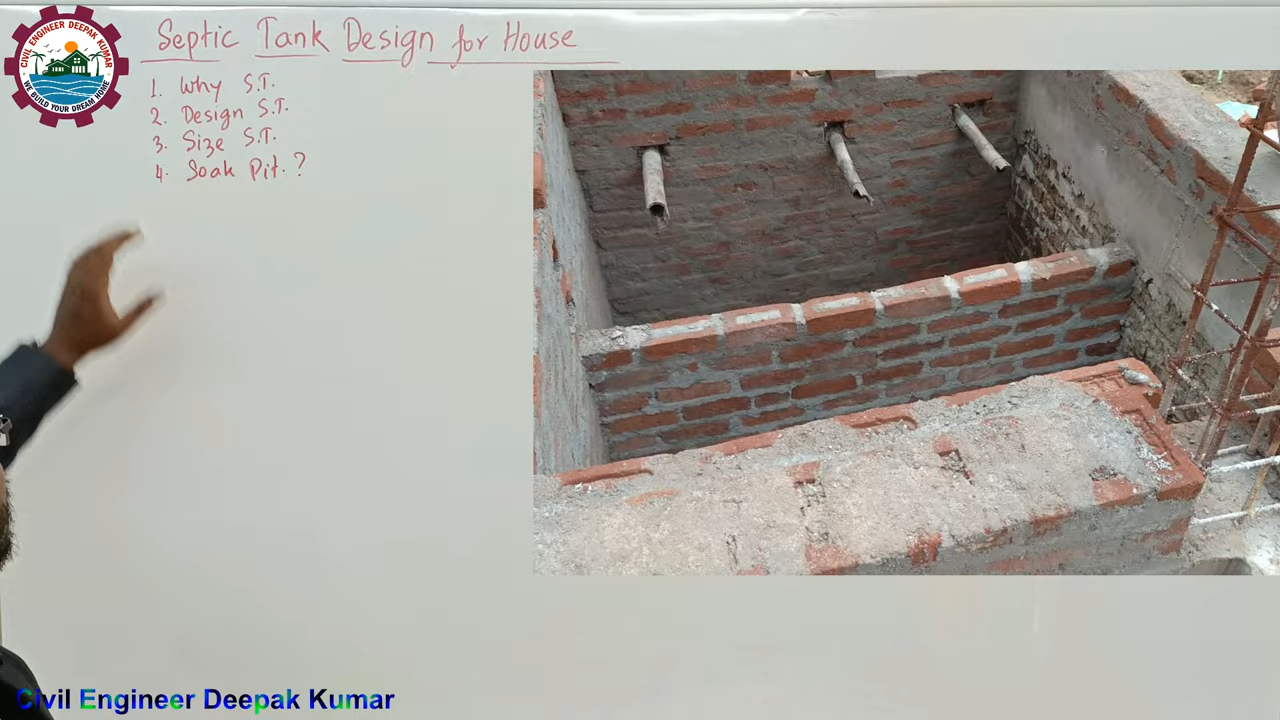 CIVIL ENGINEER DEEPAK KUMAR
WE BUILD YOUR DREAM HOME
Septic Tank Design for House
1. Why S.T.
2. Design S.T.
3. Size S.T.
4. Soak Pit. ?
Civil Engineer Deepak Kumar